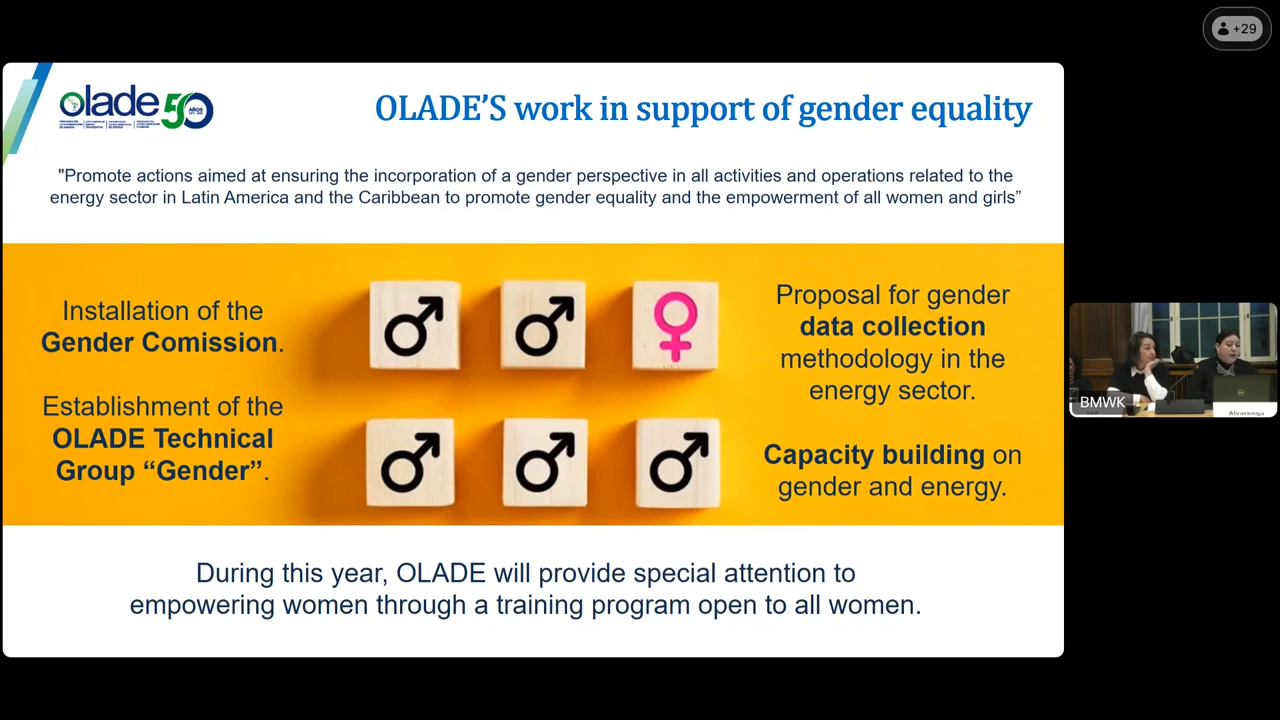 +29
olade 50
AÑOS
OLADE'S work in support of gender equality
"Promote actions aimed at ensuring the incorporation of a gender perspective in all activities and operations related to the
energy sector in Latin America and the Caribbean to promote gender equality and the empowerment of all women and girls”
Installation of the
Gender Comission.
Establishment of the
OLADE Technical
Group “Gender”.
Proposal for gender
data collection
methodology in the
energy sector.
Capacity building on
gender and energy.
During this year, OLADE will provide special attention to
empowering women through a training program open to all women.
BMWK
Alvarenga